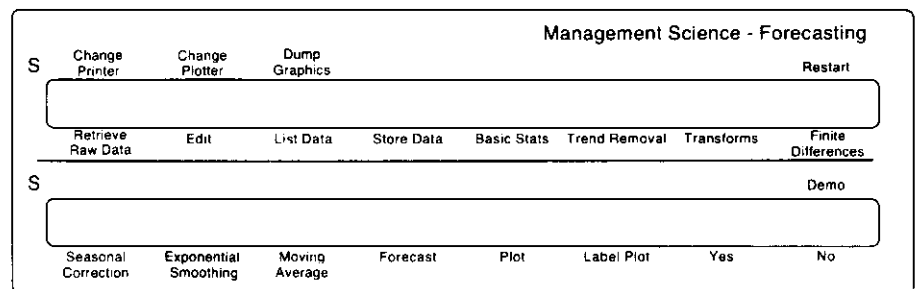 Management Science - Forecasting
S Change Printer Change Plotter Dump Graphics Restart
Retrieve Raw Data Edit List Data Store Data Basic Stats Trend Removal Transforms Finite Differences
S Demo
Seasonal Correction Exponential Smoothing Moving Average Forecast Plot Label Plot Yes No